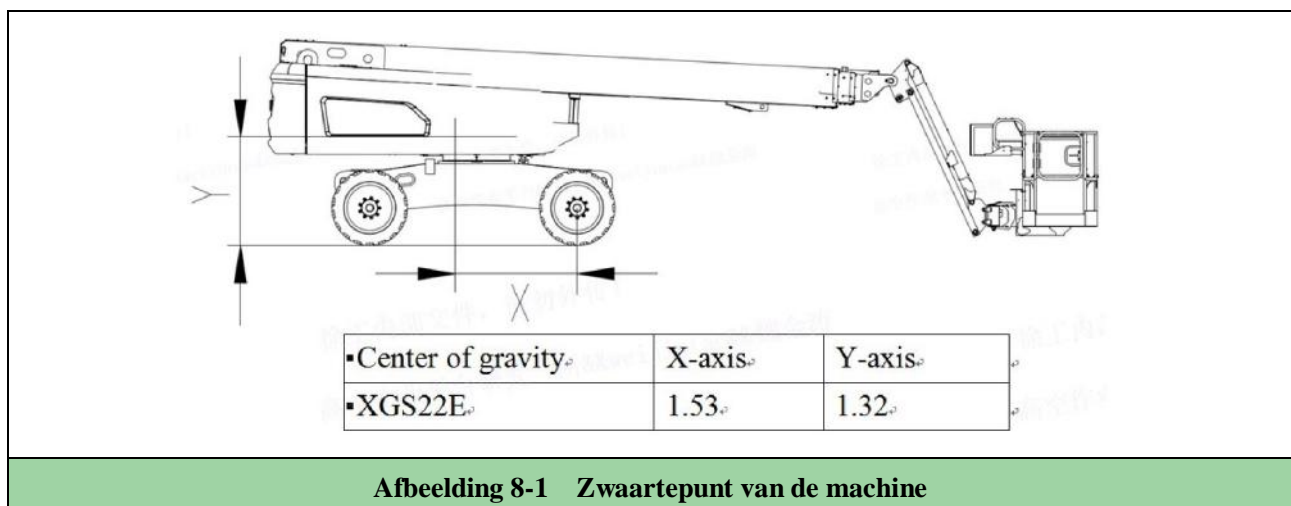 Y
X
▪Center of gravity X-axis Y-axis
▪XGS22E 1.53 1.32
Afbeelding 8-1 Zwaartepunt van de machine